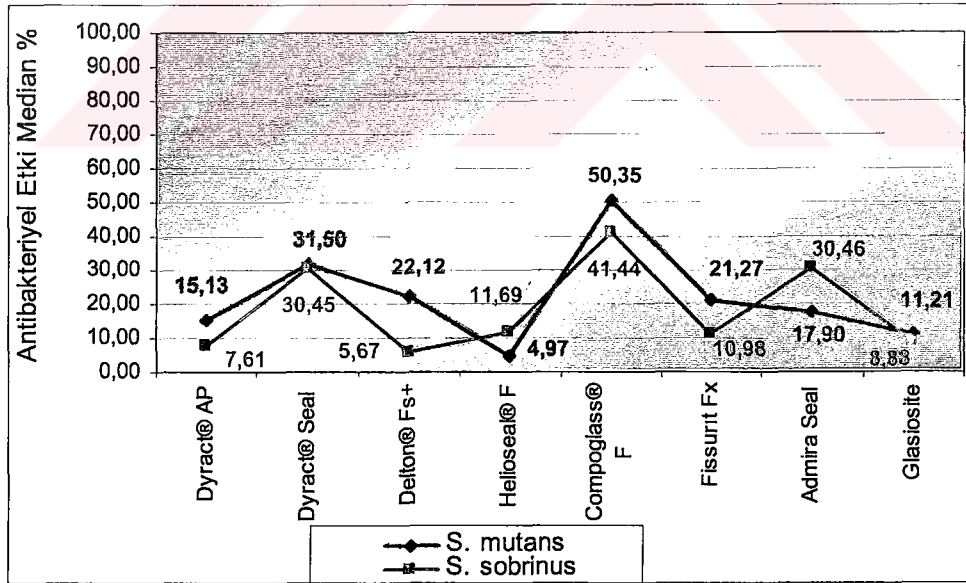 Antibakteriyel Etki Median %
100,00
90,00
80,00
70,00
60,00
50,00
40,00
30,00
20,00
10,00
0,00
15,13
7,61
31,50
30,45
22,12
5,67
11,69
4,97
50,35
41,44
21,27
10,98
30,46
17,90
11,21
8,83
Dyract® AP
Dyract® Seal
Delton® Fs+
Helioseal® F
Compoglass®
F
Fissurit Fx
Admira Seal
Glasiosite
S. mutans
S. sobrinus